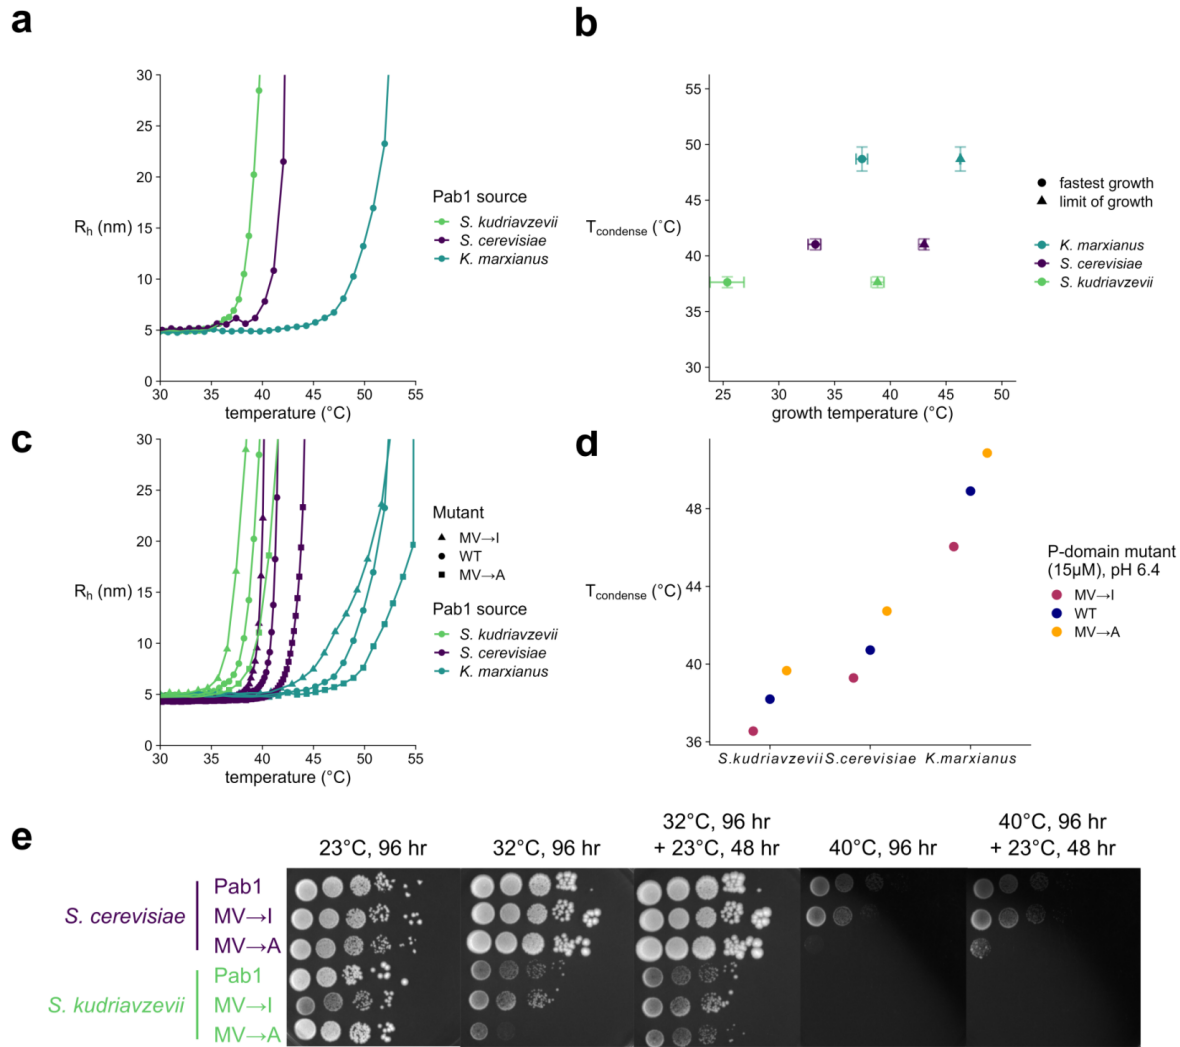 a
30
25
20
15
10
5
0
Rh (nm)
30 35 40 45 50 55
temperature (°C)
Pab1 source
S. kudriavzevii
S. cerevisiae
K. marxianus
b
55
50
45
40
35
30
Tcondense (°C)
25 30 35 40 45 50
growth temperature (°C)
fastest growth
limit of growth
K. marxianus
S. cerevisiae
S. kudriavzevii
c
30
25
20
15
10
5
0
Rh (nm)
30 35 40 45 50 55
temperature (°C)
Mutant
MV→I
WT
MV→A
Pab1 source
S. kudriavzevii
S. cerevisiae
K. marxianus
d
48
44
40
36
Tcondense (°C)
S.kudriavzevii S.cerevisiae K.marxianus
P-domain mutant
(15µM), pH 6.4
MV→I
WT
MV→A
e
23°C, 96 hr
32°C, 96 hr
32°C, 96 hr
+ 23°C, 48 hr
40°C, 96 hr
40°C, 96 hr
+ 23°C, 48 hr
S. cerevisiae
Pab1
MV→I
MV→A
S. kudriavzevii
Pab1
MV→I
MV→A